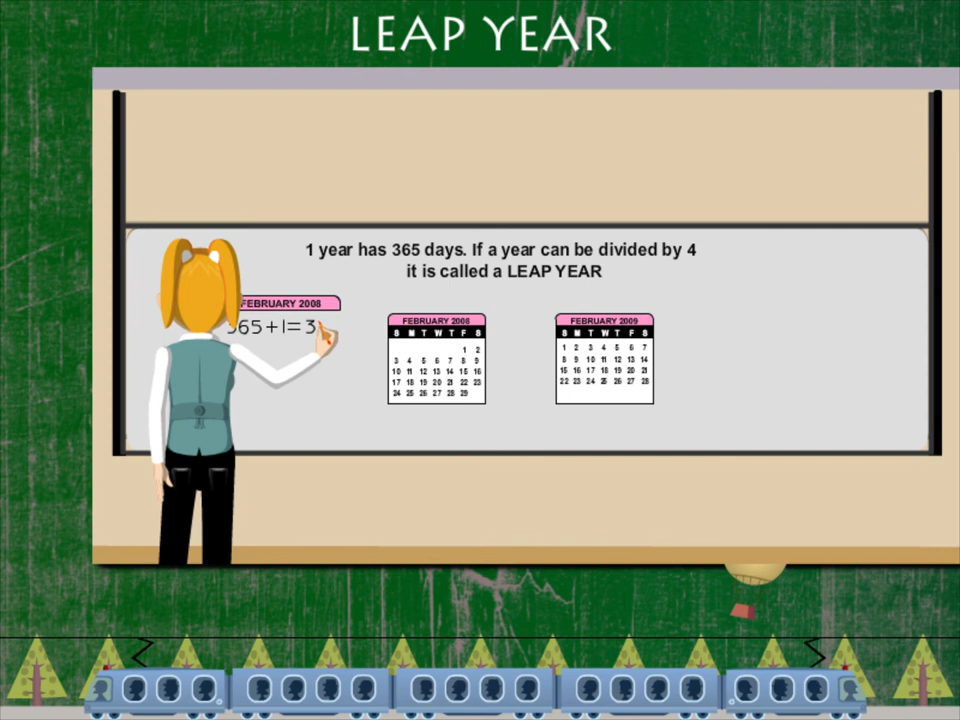 LEAP YEAR
1 year has 365 days. If a year can be divided by 4
it is called a LEAP YEAR
FEBRUARY 2008
365+1=3
FEBRUARY 2008
S M T W T F S
1 2
3 4 5 6 7 8 9
10 11 12 13 14 15 16
17 18 19 20 21 22 23
24 25 26 27 28 29
FEBRUARY 2009
S M T W T F S
1 2 3 4 5 6 7
8 9 10 11 12 13 14
15 16 17 18 19 20 21
22 23 24 25 26 27 28